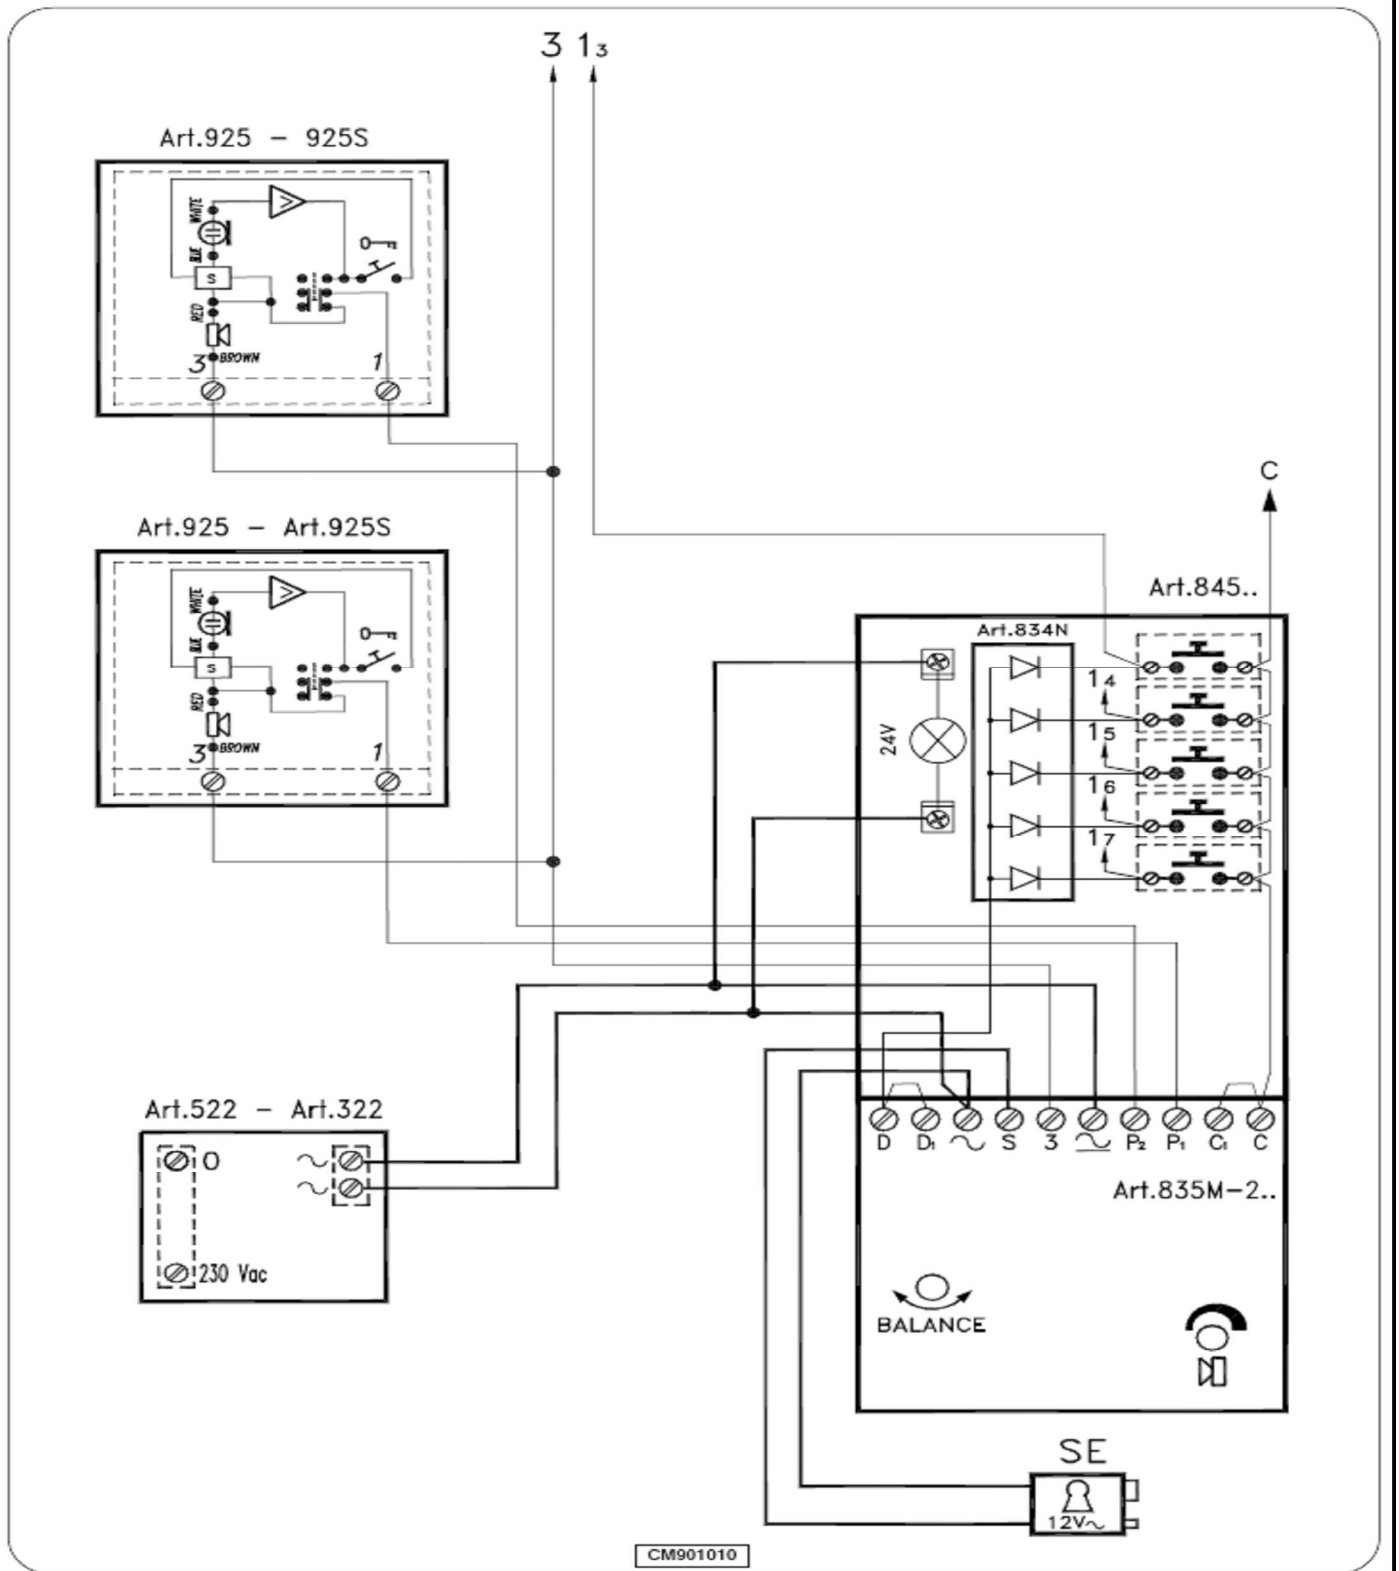 3 1₃
Art.925 - 925S
WHITE
BLUE
S
RED
3 BROWN 1
Art.925 - Art.925S
WHITE
BLUE
S
RED
3 BROWN 1
C
Art.845..
Art.834N
24V
1₄
1₅
1₆
1₇
Art.522 - Art.322
0 ~
~
230 Vac
D D₁ ~ S 3 ~ P₂ P₁ C₁ C
Art.835M-2..
BALANCE
SE
12V~
CM901010